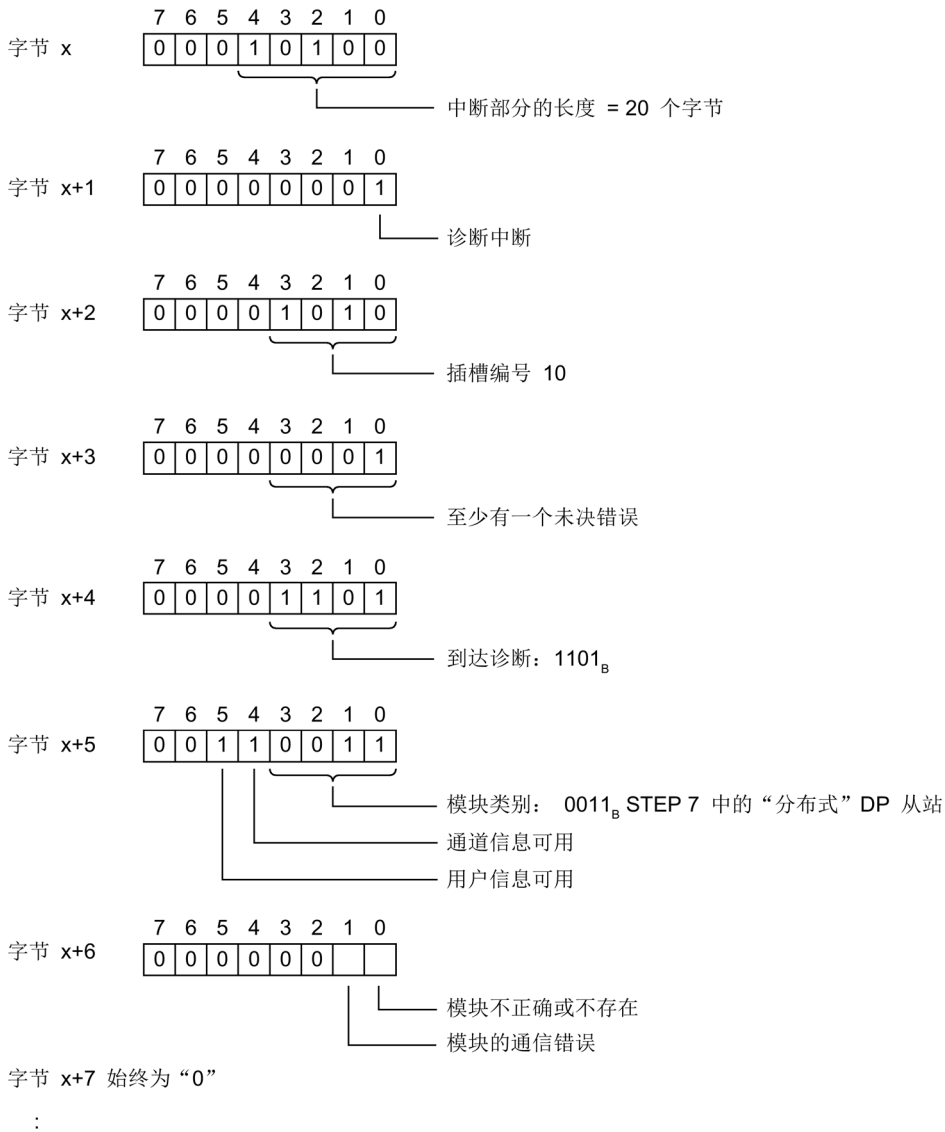 7 6 5 4 3 2 1 0
字节 x 0 0 0 1 0 1 0 0
中断部分的长度 = 20 个字节
7 6 5 4 3 2 1 0
字节 x+1 0 0 0 0 0 0 0 1
诊断中断
7 6 5 4 3 2 1 0
字节 x+2 0 0 0 0 1 0 1 0
插槽编号 10
7 6 5 4 3 2 1 0
字节 x+3 0 0 0 0 0 0 0 1
至少有一个未决错误
7 6 5 4 3 2 1 0
字节 x+4 0 0 0 0 1 1 0 1
到达诊断：1101B
7 6 5 4 3 2 1 0
字节 x+5 0 0 1 1 0 0 1 1
模块类别： 0011B STEP 7 中的“分布式”DP 从站
通道信息可用
用户信息可用
7 6 5 4 3 2 1 0
字节 x+6 0 0 0 0 0 0
模块不正确或不存在
模块的通信错误
字节 x+7 始终为“0”
: